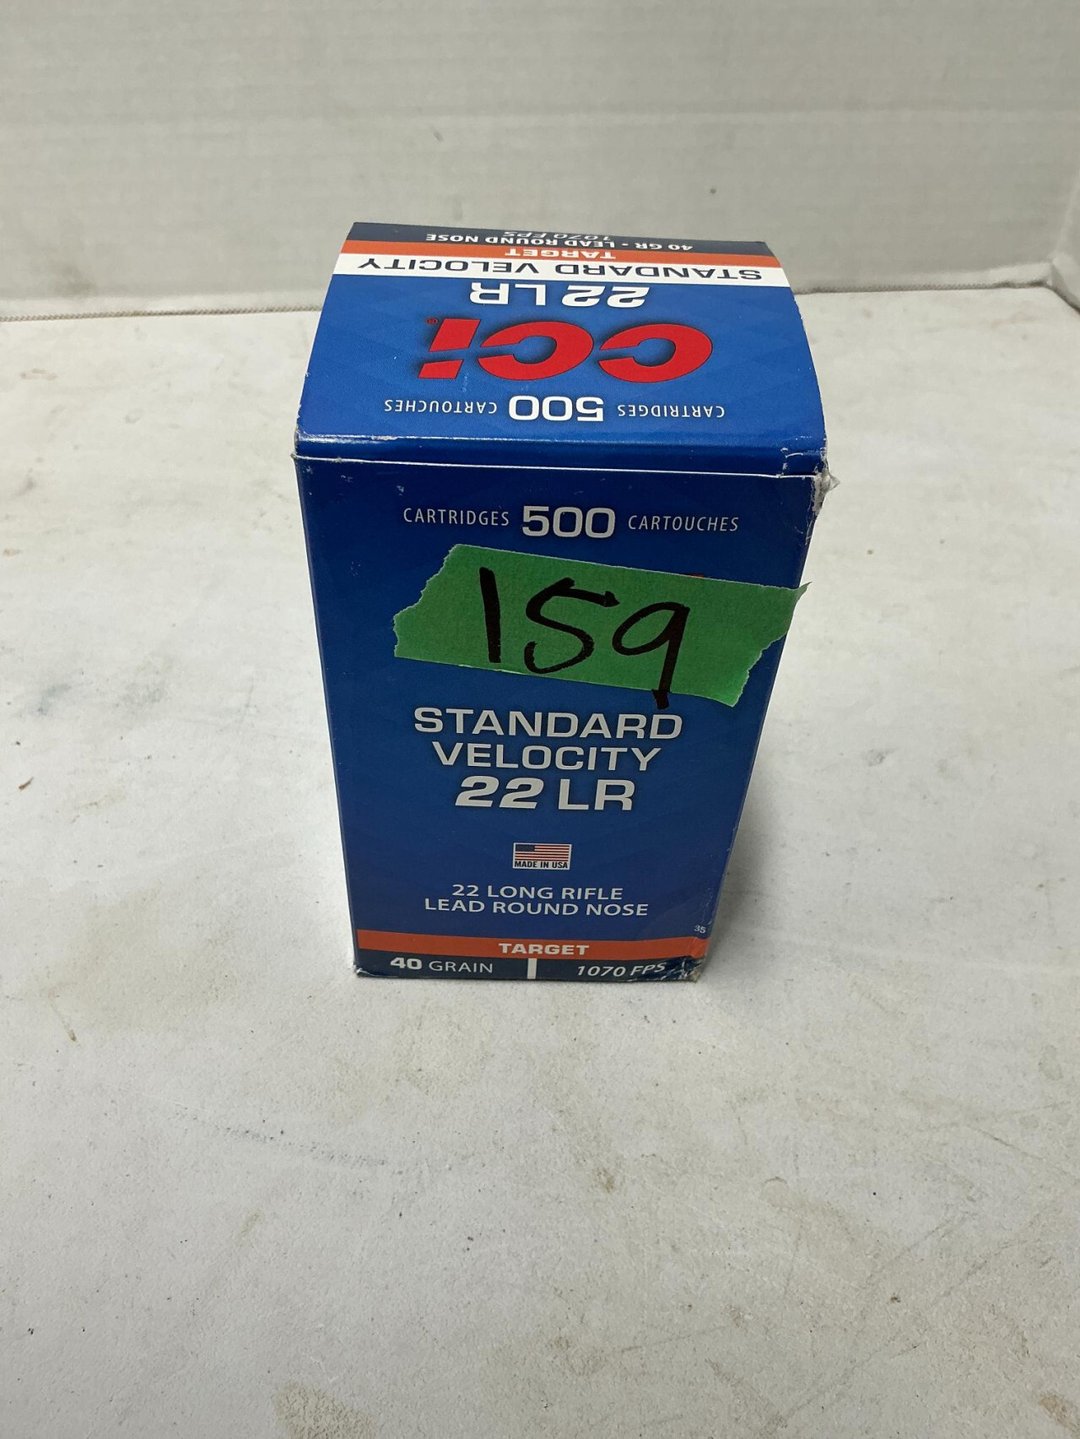 CARTRIDGES 500 CARTOUCHES
CCI®
22 LR
STANDARD VELOCITY
TARGET
40 GR • LEAD ROUND NOSE
1070 FPS
CARTRIDGES 500 CARTOUCHES
159
STANDARD
VELOCITY
22 LR
MADE IN USA
22 LONG RIFLE
LEAD ROUND NOSE
35
TARGET
40 GRAIN 1070 FPS